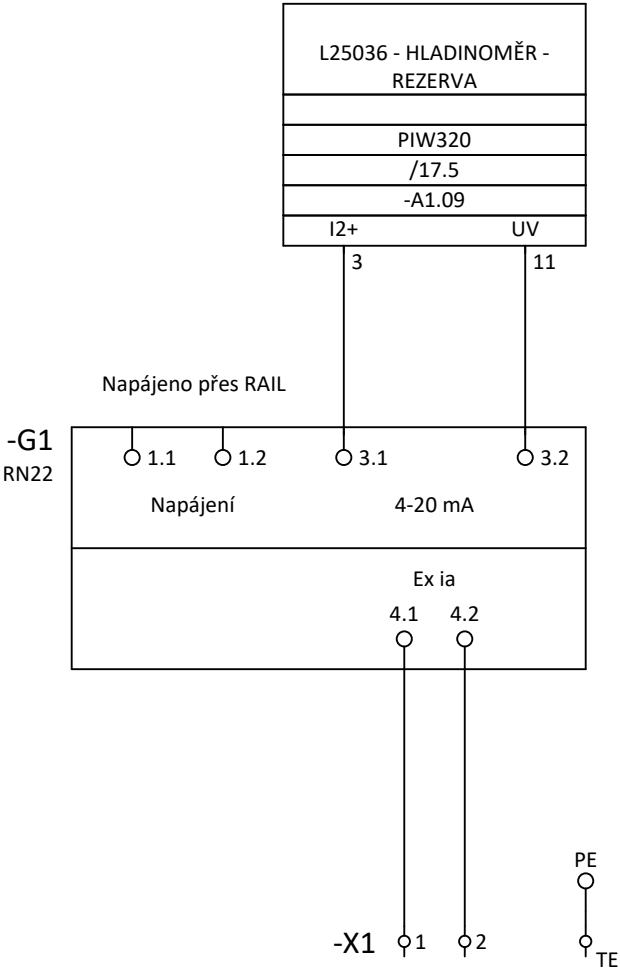 L25036 - HLADINOMĚR -
REZERVA
PIW320
/17.5
-A1.09
I2+ UV
3 11
Napájeno přes RAIL
-G1
RN22
1.1 1.2 3.1 3.2
Napájení 4-20 mA
Ex ia
4.1 4.2
PE
-X1 1 2
TE